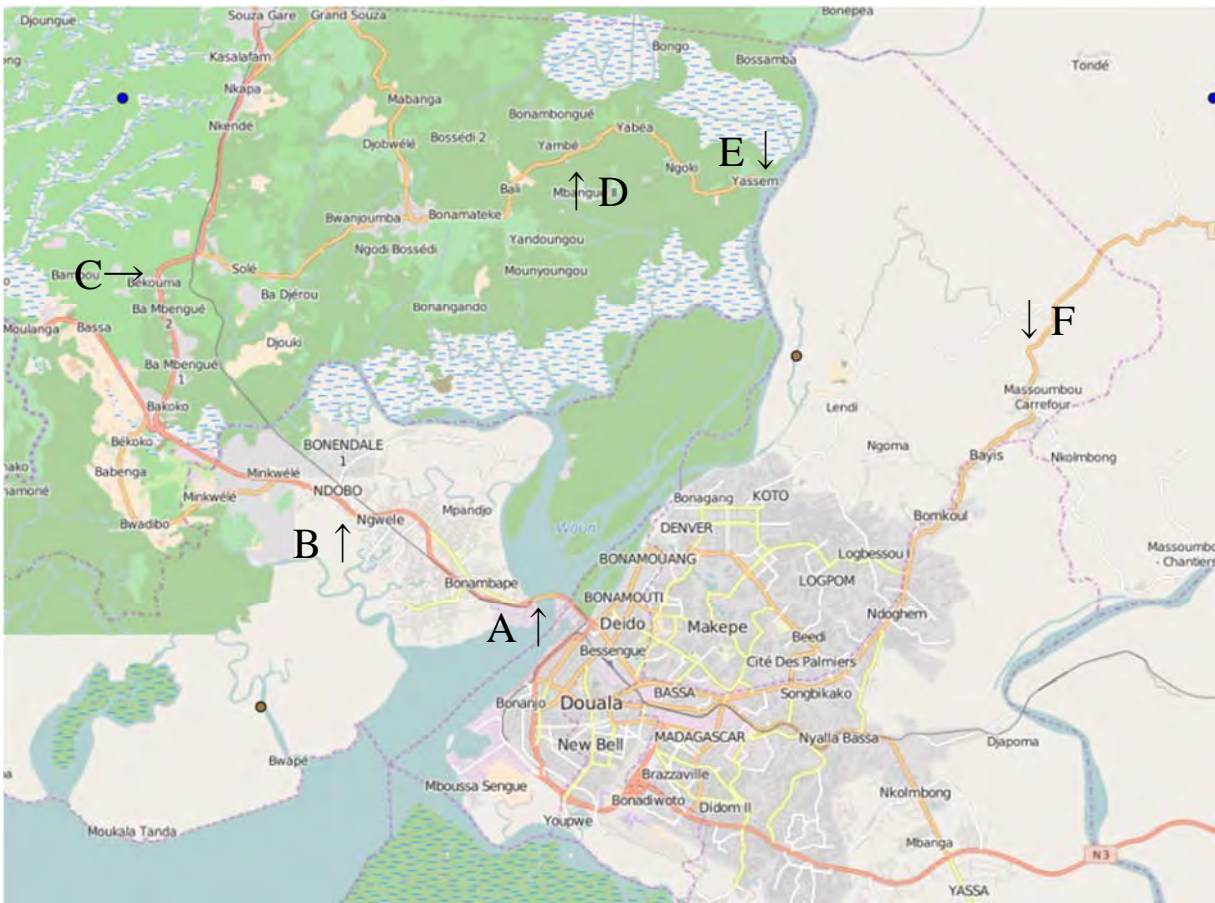 Djoungue
Souza Gare
Grand Souza
Bonepea
Kasalafam
Bongo
Bossamba
Tondé
Nkapa
Mabanga
Nkendé
Bonambongué
Yabéa
Djobwélé
Bossédi 2
Yambé
E ↓
Ngoki
Yassem
Bali
Mbangué II
↑ D
Bwanjoumba
Bonamateke
Ngodi Bossédi
Yandoungou
Solé
C→
Bambou
Békouma
Mounyoungou
Ba Djérou
Ba Mbengué
2
Bonangando
↓ F
Moulanga
Bassa
Djouki
Ba Mbengué
1
Massoumbou
Carrefour
Bakoko
Lendi
Békoko
BONENDALE
1
Ngoma
Bayis
Nkolmbong
Babenga
Minkwélé
NDOBO
Minkwélé
Bonagang
KOTO
Mpandjo
Bwadibo
Ngwele
Wouri
DENVER
Bomkoul
B ↑
BONAMOUANG
Logbessou I
Massoumbou
- Chantiers
Bonambape
LOGPOM
BONAMOUTI
Ndoghem
A ↑
Deido
Makepe
Beedi
Bessengue
Cité Des Palmiers
BASSA
Songbikako
Bonanjo
Douala
MADAGASCAR
Nyalla Bassa
Djapoma
New Bell
Bwapé
Brazzaville
Mboussa Sengue
Nkolmbong
Bonadiwoto
Didom II
Youpwe
Moukala Tanda
Mbanga
N3
YASSA